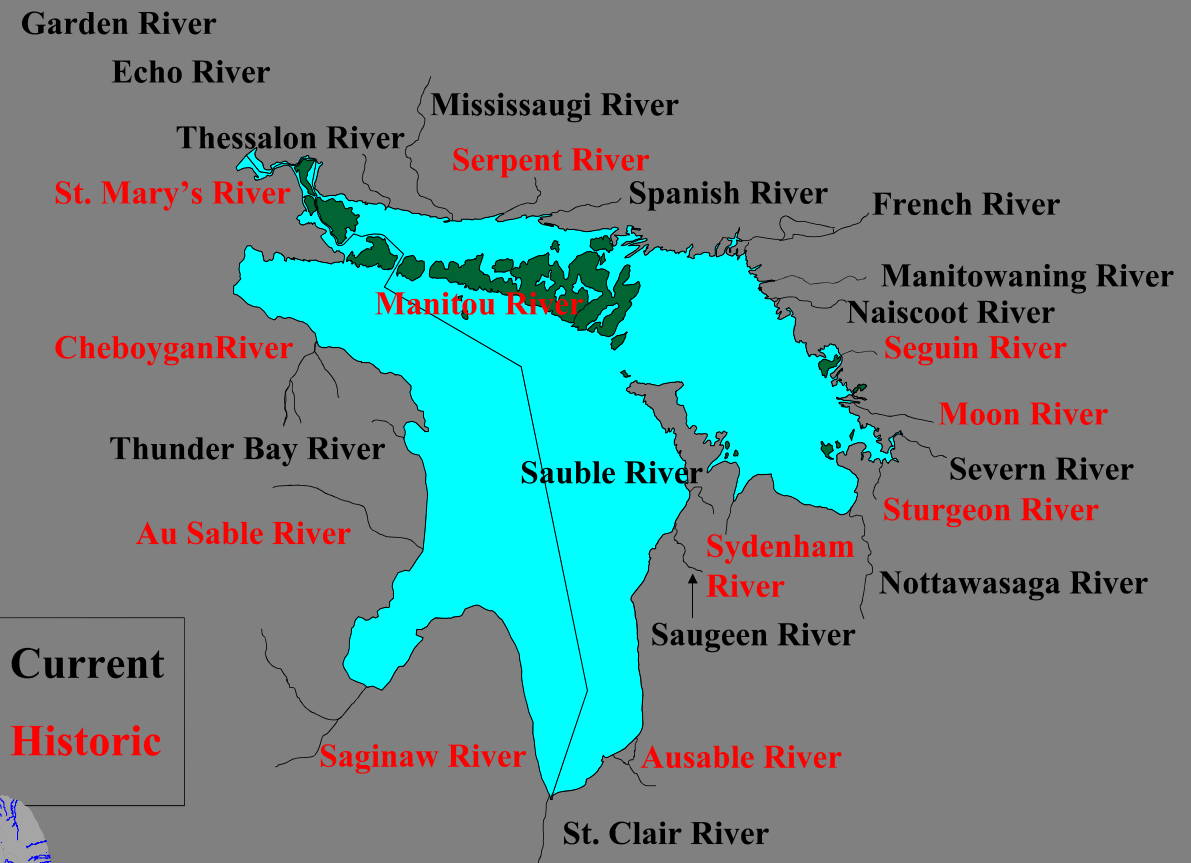 Garden River
Echo River
Mississaugi River
Thessalon River
Serpent River
St. Mary’s River
Spanish River
French River
Manitowaning River
Manitou River
Naiscoot River
CheboyganRiver
Seguin River
Moon River
Thunder Bay River
Sauble River
Severn River
Sturgeon River
Au Sable River
Sydenham
River
Nottawasaga River
Saugeen River
Current
Historic
Saginaw River
Ausable River
St. Clair River